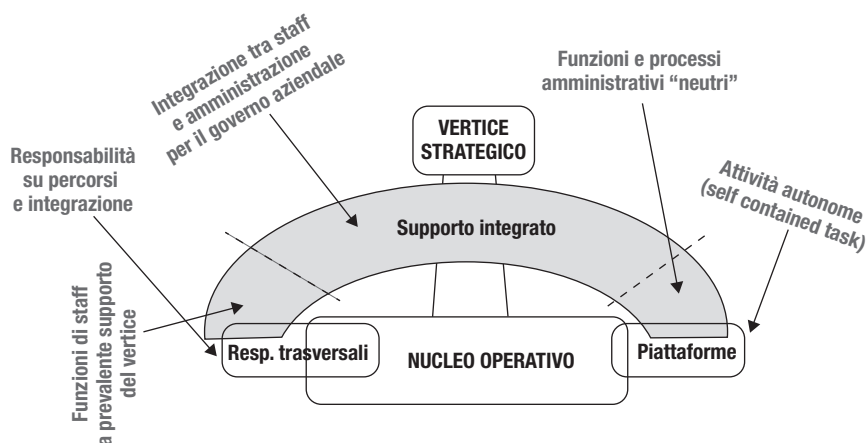 Integrazione tra staff
e amministrazione
per il governo aziendale
Funzioni e processi
amministrativi “neutri”
VERTICE
STRATEGICO
Responsabilità
su percorsi
e integrazione
Attività autonome
(self contained task)
Supporto integrato
Funzioni di staff
a prevalente supporto
del vertice
Resp. trasversali
NUCLEO OPERATIVO
Piattaforme